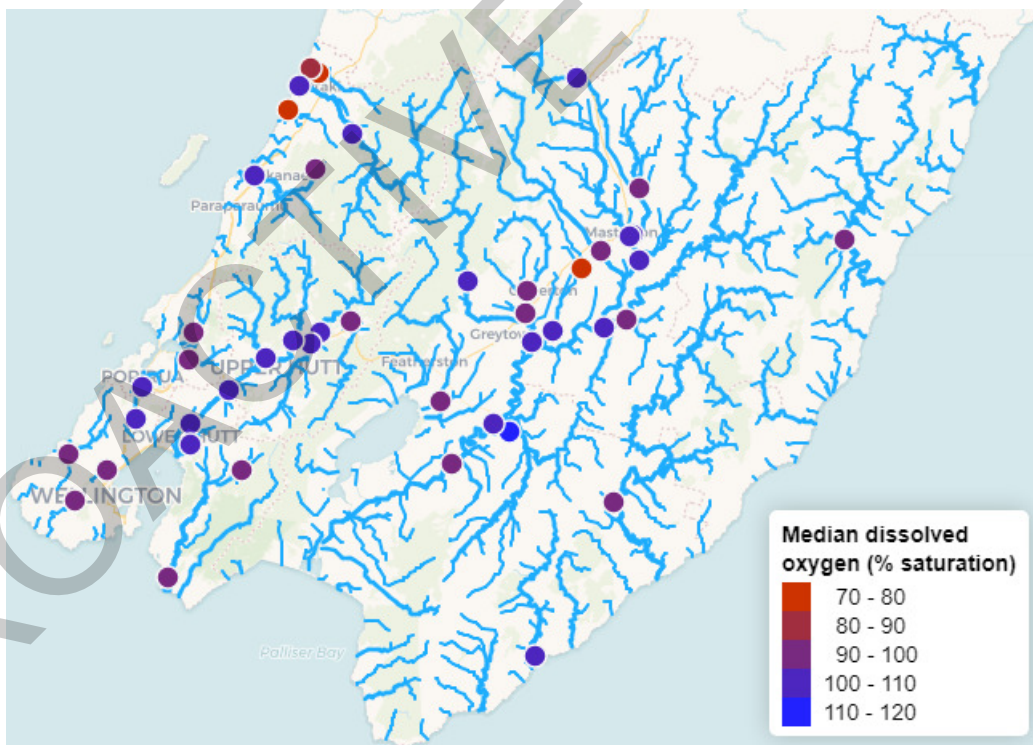 Paraparaumu
Greytown
Featherston
UPPER HUTT
PORIRUA
LOWER HUTT
WELLINGTON
Palliser Bay
Median dissolved
oxygen (% saturation)
70 - 80
80 - 90
90 - 100
100 - 110
110 - 120